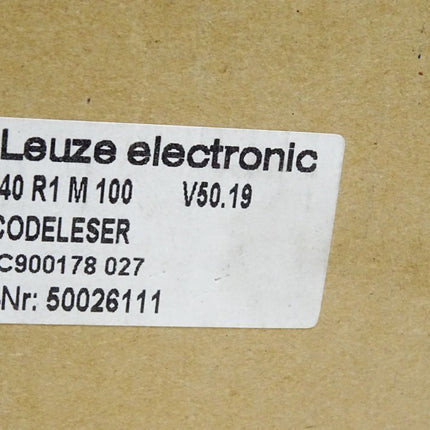 Leuze electronic
40 R1 M 100 V50.19
CODELESER
C900178 027
-Nr: 50026111